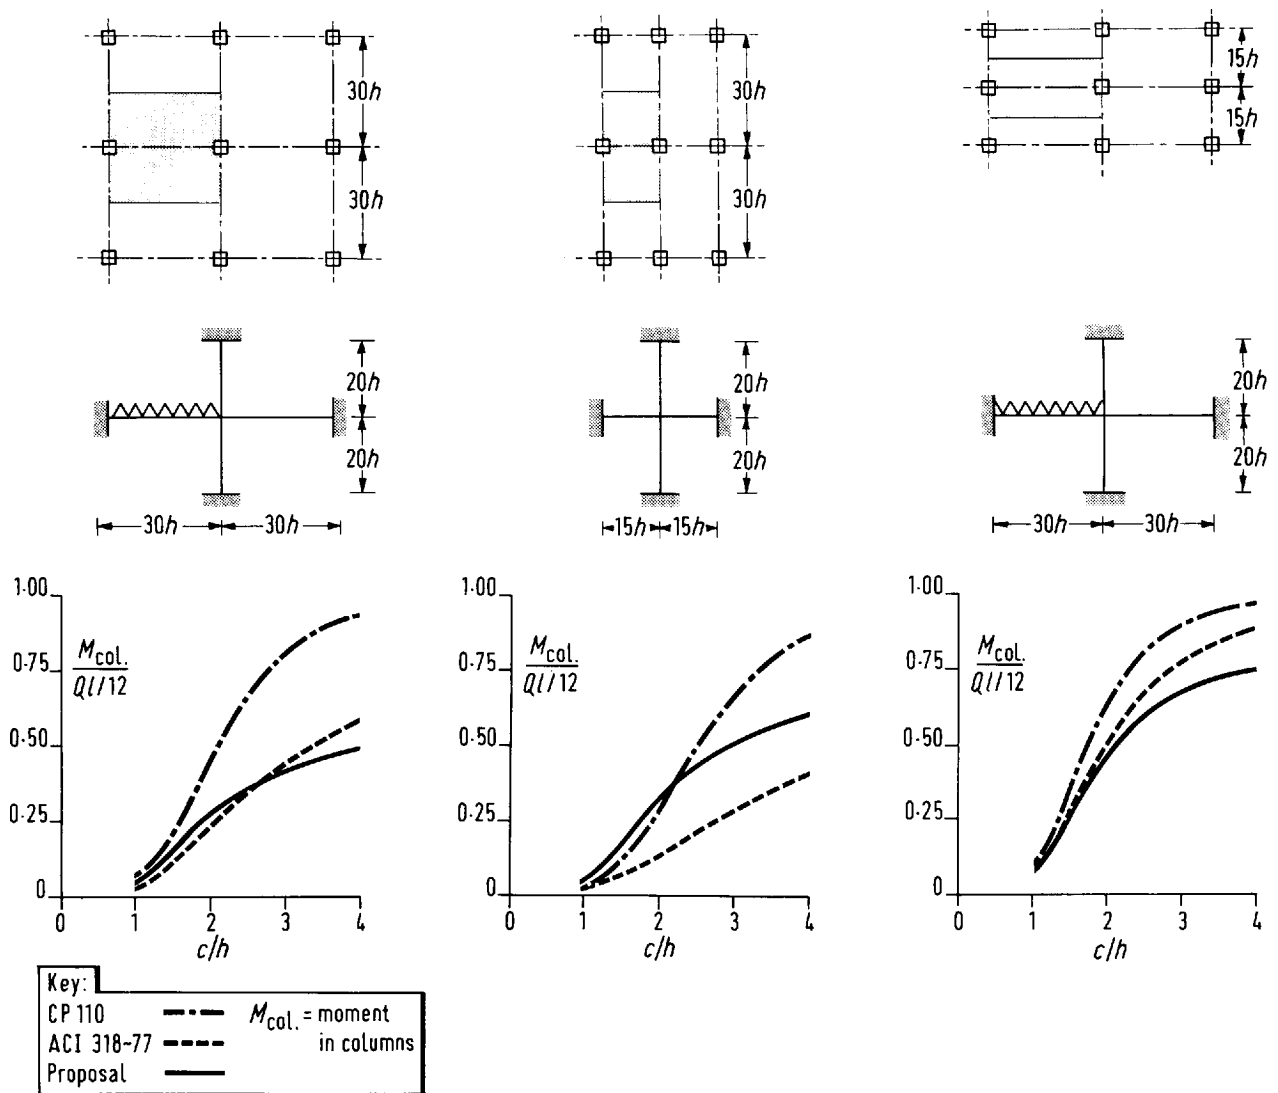 30h
30h
30h
30h
15h
15h
20h
20h
30h 30h
20h
20h
15h 15h
20h
20h
30h 30h
1·00
0·75
0·50
0·25
0
M col.
Ql/12
0 1 2 3 4
c/h
1·00
0·75
0·50
0·25
0
M col.
Ql/12
0 1 2 3 4
c/h
1·00
0·75
0·50
0·25
0
M col.
Ql/12
0 1 2 3 4
c/h
Key:
CP 110
M col. = moment
ACI 318-77
in columns
Proposal